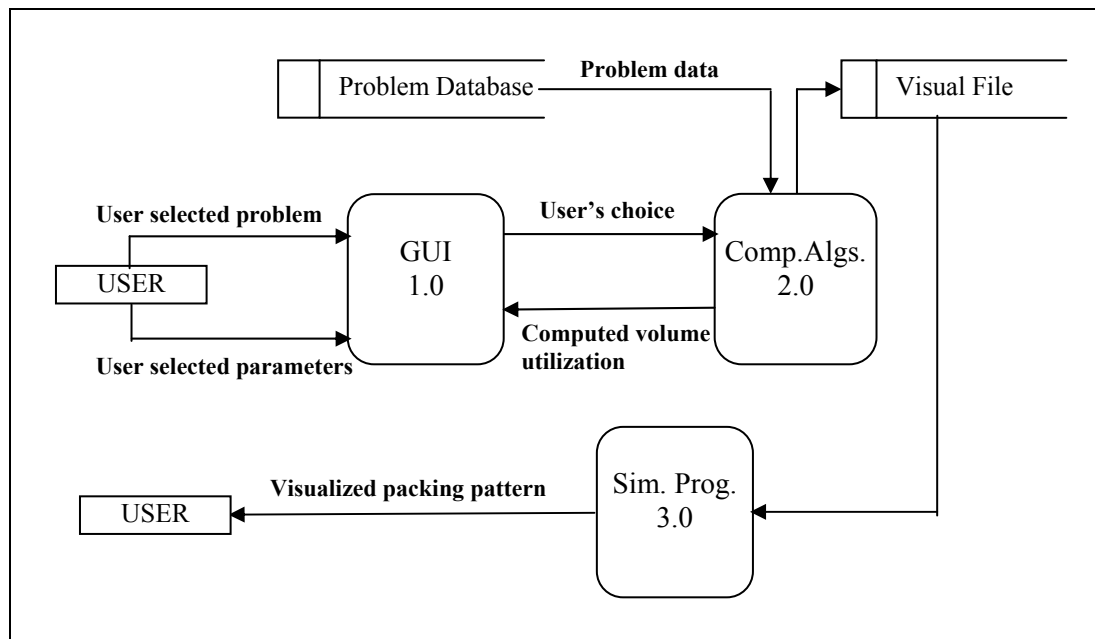 Problem Database
Problem data
Visual File
User selected problem
User's choice
GUI
1.0
Comp.Algs.
2.0
USER
Computed volume
utilization
User selected parameters
Sim. Prog.
3.0
Visualized packing pattern
USER